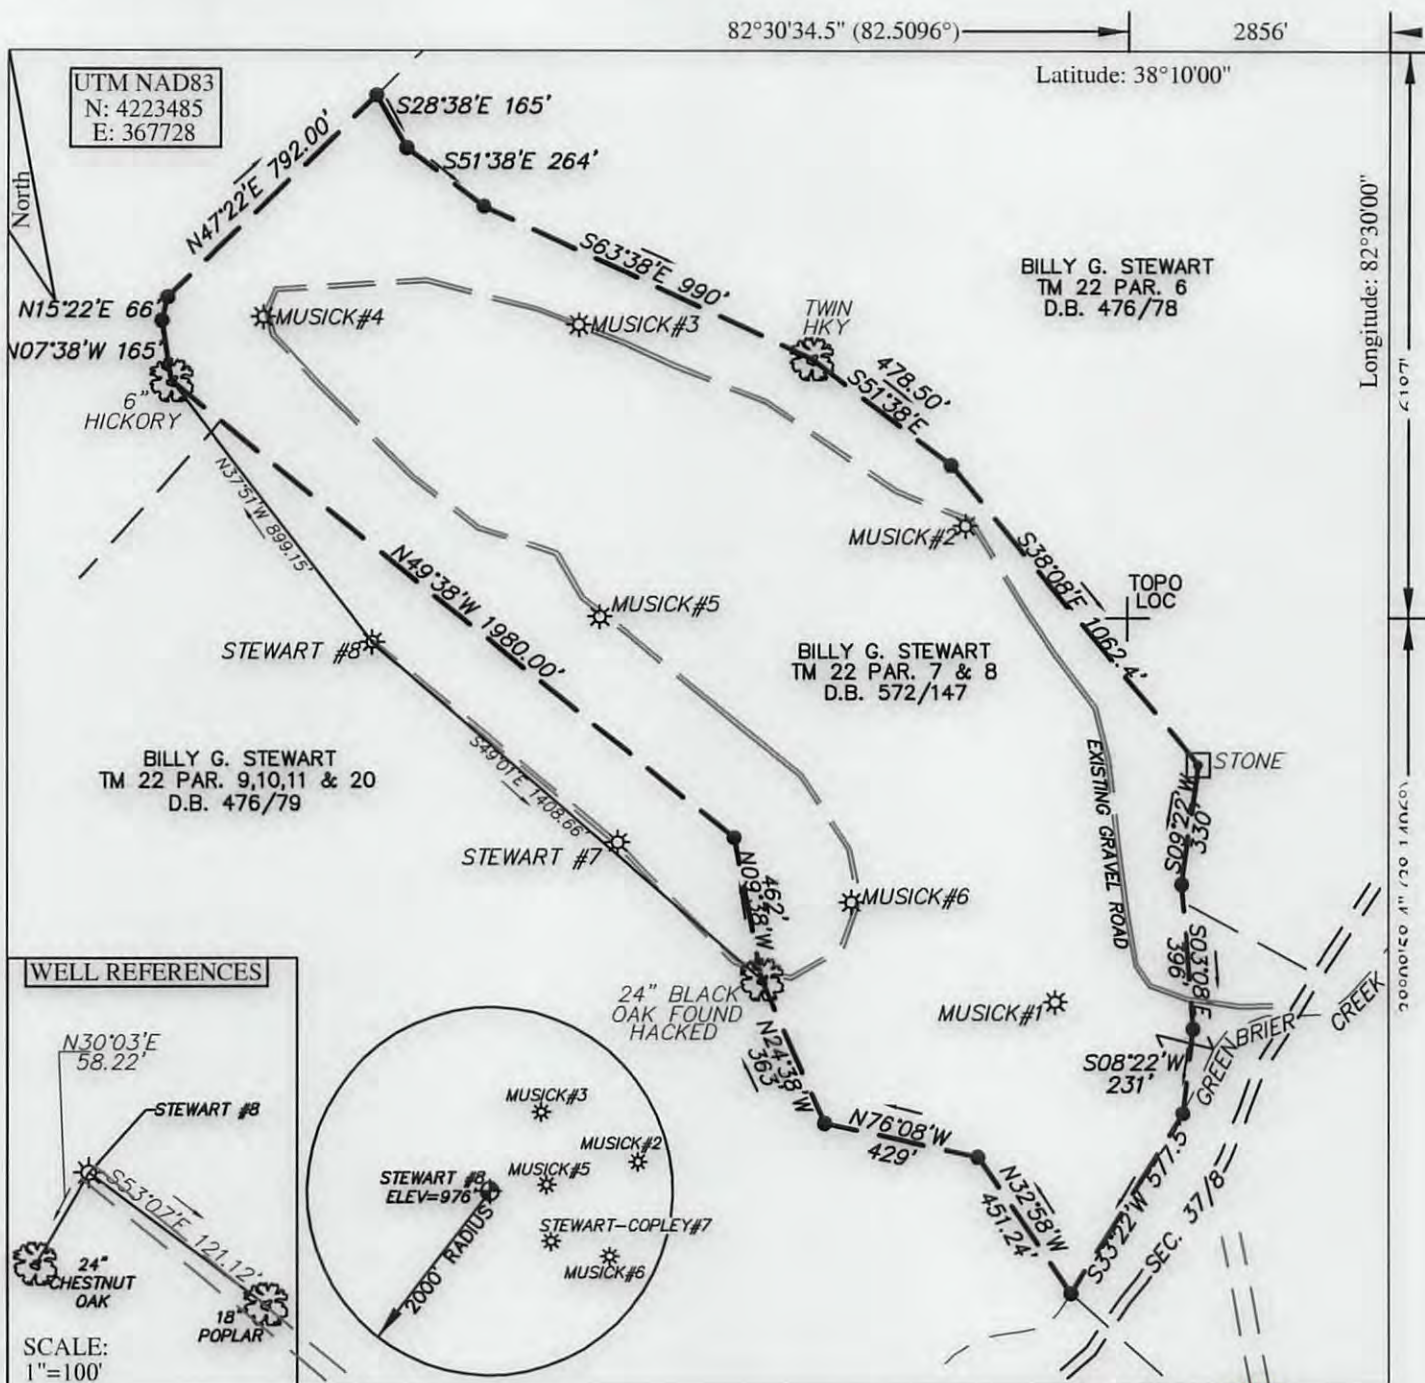 82°30'34.5" (82.5096°)
2856'
Latitude: 38°10'00"
UTM NAD83
N: 4223485
E: 367728
North
S28°38'E 165'
S51°38'E 264'
N47°22'E 792.00'
S63°38'E 990'
Longitude: 82°30'00"
BILLY G. STEWART
TM 22 PAR. 6
D.B. 476/78
N15°22'E 66'
MUSICK#4
MUSICK#3
TWIN
HKY
N07°38'W 165'
6"
HICKORY
478.50'
S51°38'E
N37°51'W 899.15'
MUSICK#2
S38°08'E 1062.4'
TOPO
LOC
N49°38'W 1980.00'
MUSICK#5
STEWART #8
BILLY G. STEWART
TM 22 PAR. 7 & 8
D.B. 572/147
BILLY G. STEWART
TM 22 PAR. 9,10,11 & 20
D.B. 476/79
S49°01'E 1408.66'
EXISTING GRAVEL ROAD
STONE
S09°22'W
330'
STEWART #7
N09°38'W
462'
MUSICK#6
S03°08'E
396'
24" BLACK
OAK FOUND
HACKED
MUSICK#1
GREENBRIER CREEK
S08°22'W
231'
N24°38'W
363'
N76°08'W
429'
N32°58'W
451.24'
S33°22'W 577.5'
SEC. 37/8
WELL REFERENCES
N30°03'E
58.22'
STEWART #8
S53°07'E 121.12'
24"
CHESTNUT
OAK
18"
POPLAR
SCALE:
1"=100'
MUSICK#3
MUSICK#2
STEWART #8
ELEV=976'
MUSICK#5
STEWART-COPLEY#7
MUSICK#6
2000' RADIUS